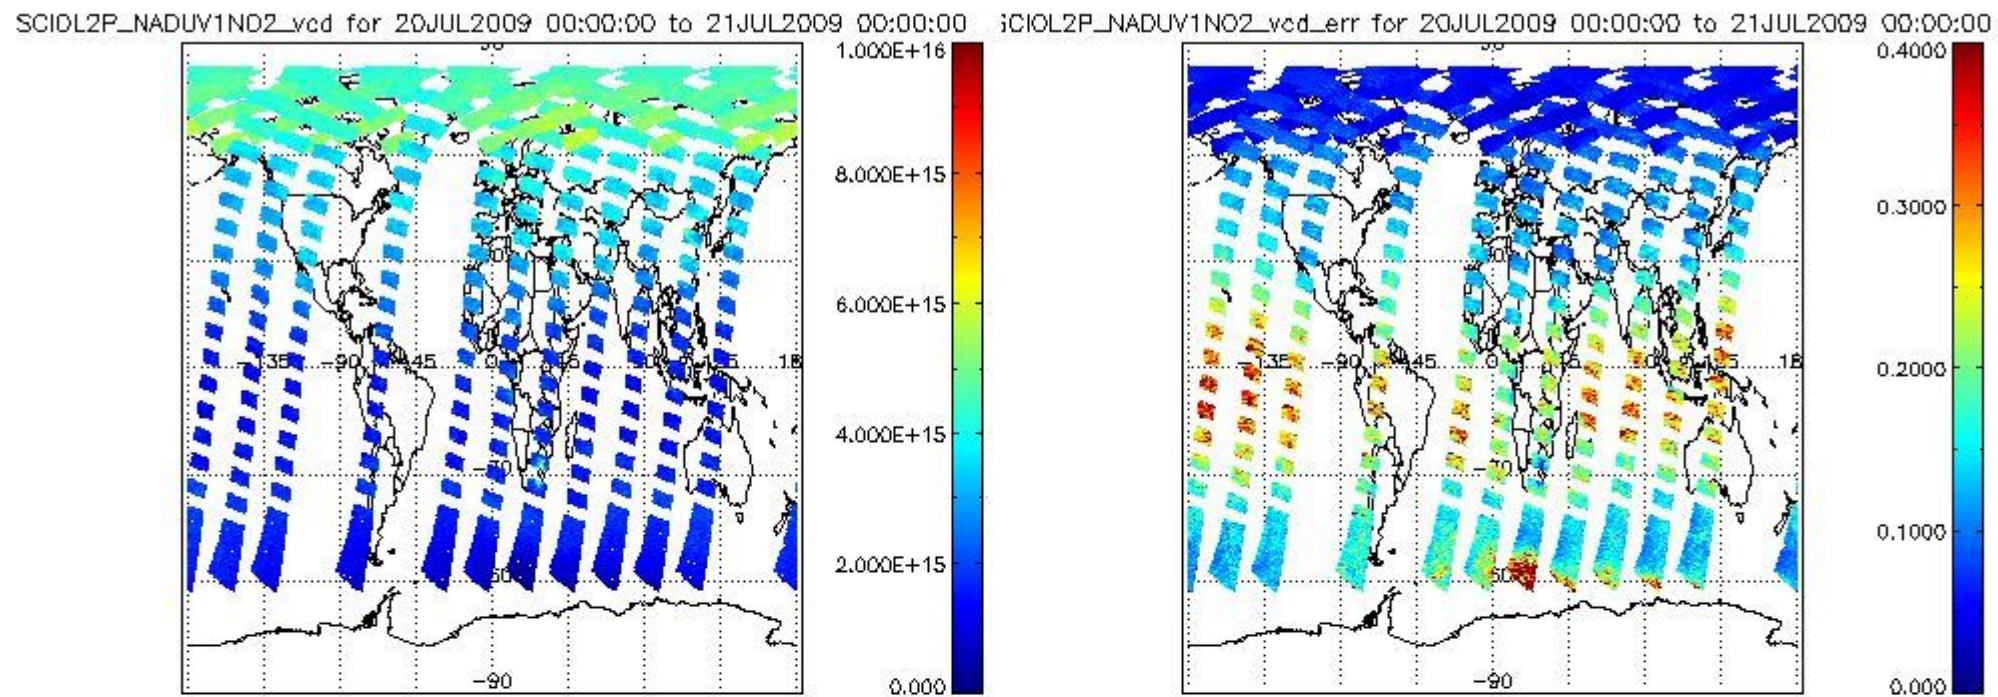 SCIOL2P_NADUV1NO2_vcd for 20JUL2009 00:00:00 to 21JUL2009 00:00:00
1.000E+16
8.000E+15
6.000E+15
4.000E+15
2.000E+15
0.000
-90
-45
-90
SCIOL2P_NADUV1NO2_vcd_err for 20JUL2009 00:00:00 to 21JUL2009 00:00:00
0.4000
0.3000
0.2000
0.1000
0.000
-90
-45
-90